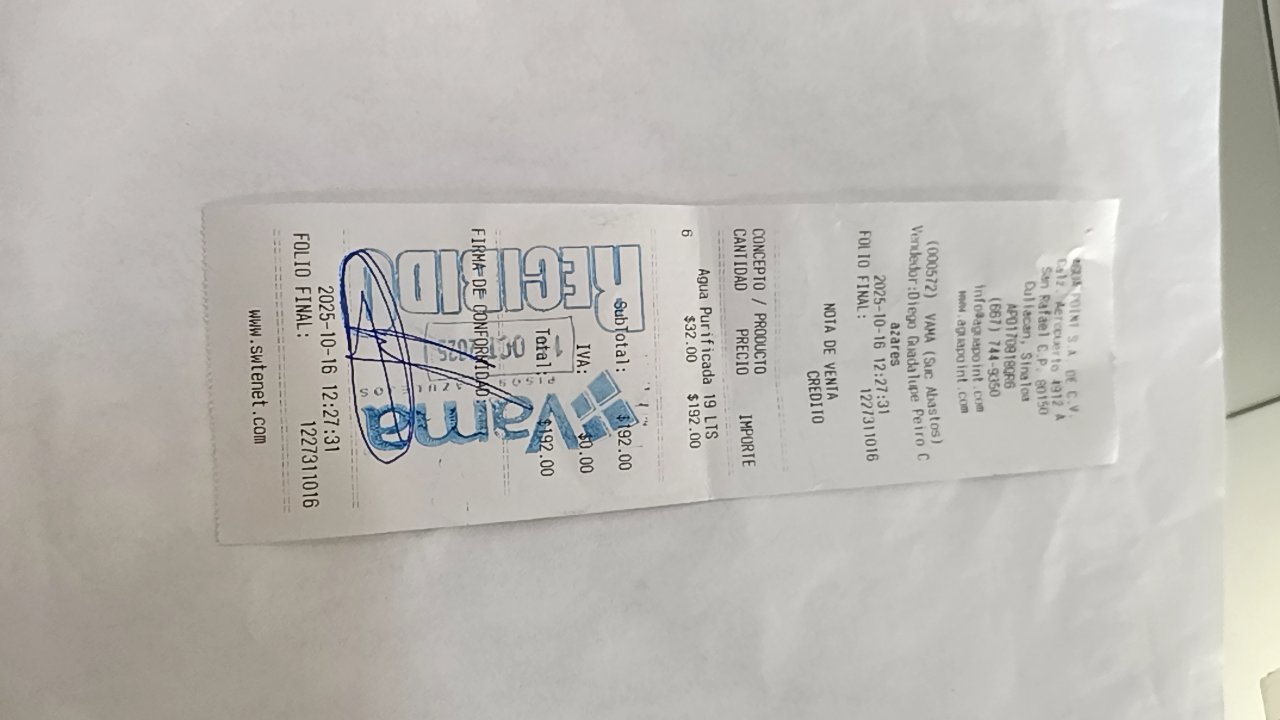 AGUA POINT S.A. DE C.V.
Calz. Aeropuerto 4912 A
San Rafael C.P. 80150
Culiacan, Sinaloa
(667) 744-9350
info@aguapoint.com
www.aguapoint.com
(000572) VAMA (Suc Abastos)
Vendedor:Diego Guadalupe Peiro C
azares
2025-10-16 12:27:31
FOLIO FINAL: 1227311016
NOTA DE VENTA
CREDITO
CONCEPTO / PRODUCTO
CANTIDAD PRECIO IMPORTE
Agua Purificada 19 LTS
6 $32.00 $192.00
SubTotal: $192.00
IVA: $0.00
Total: $192.00
RECIBIDO
OCT 2025
Vama
FIRMA DE CONFORMIDAD
2025-10-16 12:27:31
FOLIO FINAL: 1227311016
www.swtenet.com